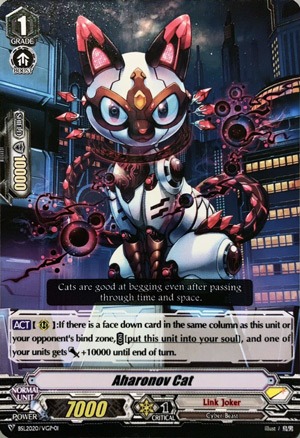 1
GRADE
BOOST
SHIELD
10000
Cats are good at begging even after passing
through time and space.
ACT[ ]:If there is a face down card in the same column as this unit or
your opponent's bind zone, [put this unit into your soul], and one of
your units gets +10000 until end of turn.
Aharonov Cat
NORMAL
UNIT
POWER 7000 1 CRITICAL
Link Joker
Cyber Beast
BSL2020/VGP-01